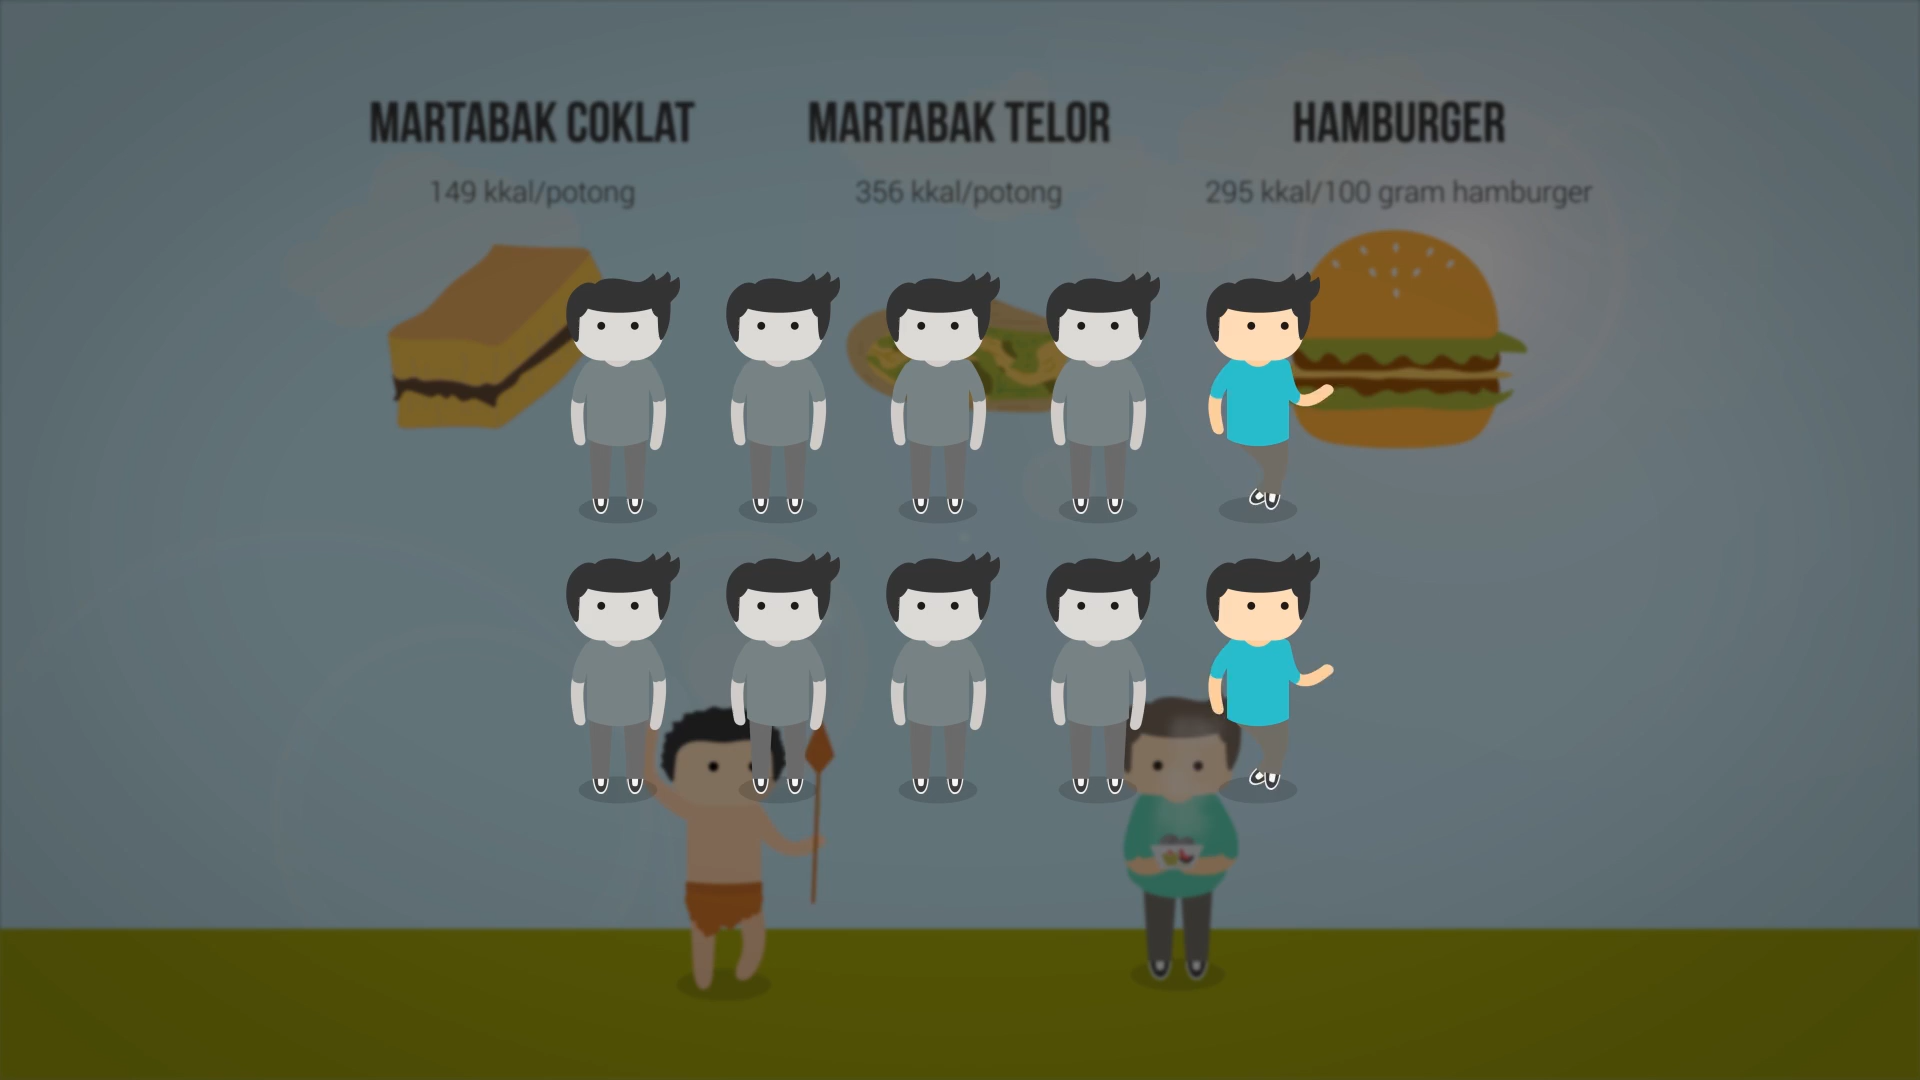 MARTABAK COKLAT
149 kkal/potong
MARTABAK TELOR
356 kkal/potong
HAMBURGER
295 kkal/100 gram hamburger